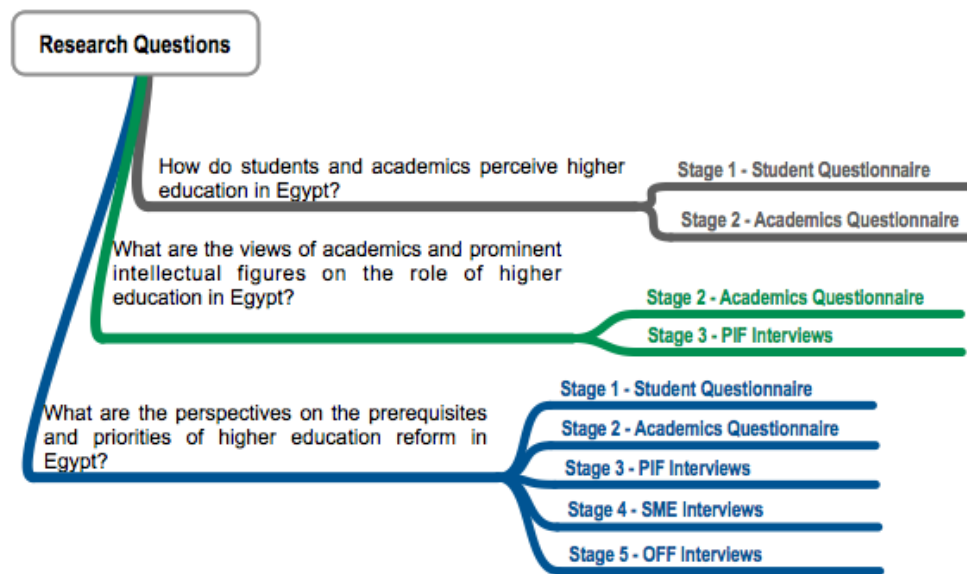 Research Questions
How do students and academics perceive higher
education in Egypt?
Stage 1 - Student Questionnaire
Stage 2 - Academics Questionnaire
What are the views of academics and prominent
intellectual figures on the role of higher
education in Egypt?
Stage 2 - Academics Questionnaire
Stage 3 - PIF Interviews
What are the perspectives on the prerequisites
and priorities of higher education reform in
Egypt?
Stage 1 - Student Questionnaire
Stage 2 - Academics Questionnaire
Stage 3 - PIF Interviews
Stage 4 - SME Interviews
Stage 5 - OFF Interviews